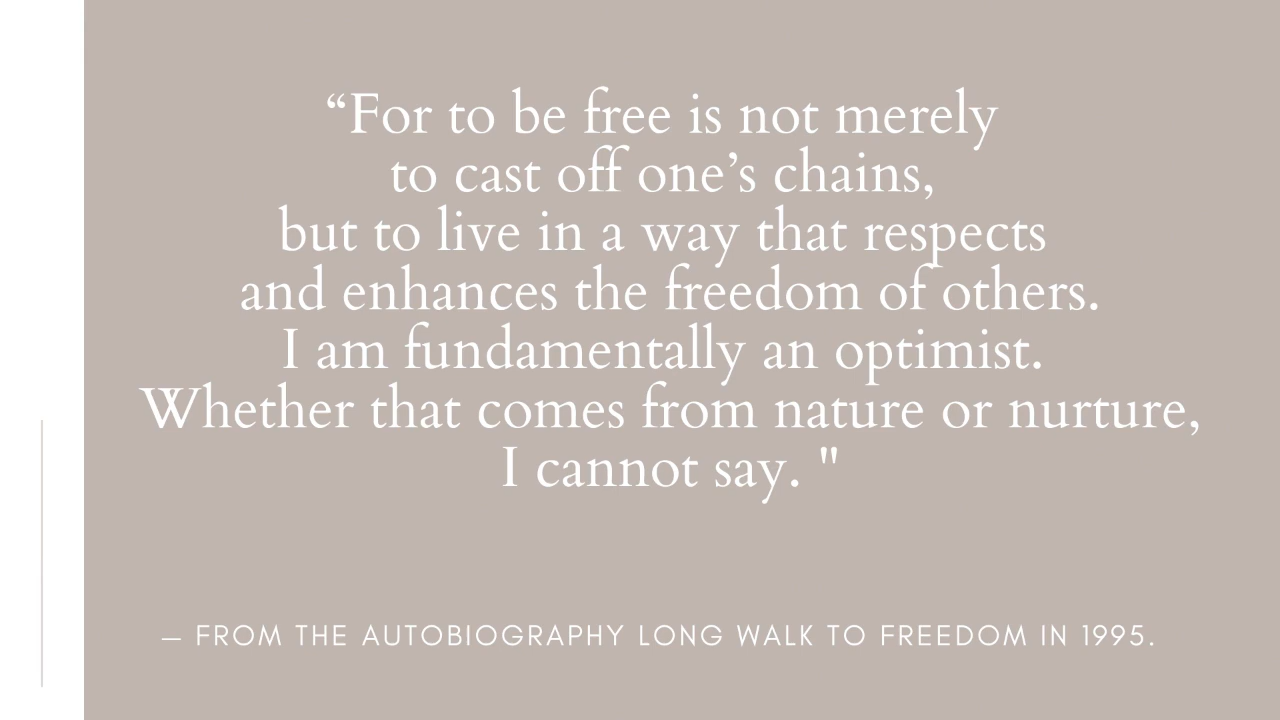 “For to be free is not merely
to cast off one’s chains,
but to live in a way that respects
and enhances the freedom of others.
I am fundamentally an optimist.
Whether that comes from nature or nurture,
I cannot say. "
— FROM THE AUTOBIOGRAPHY LONG WALK TO FREEDOM IN 1995.